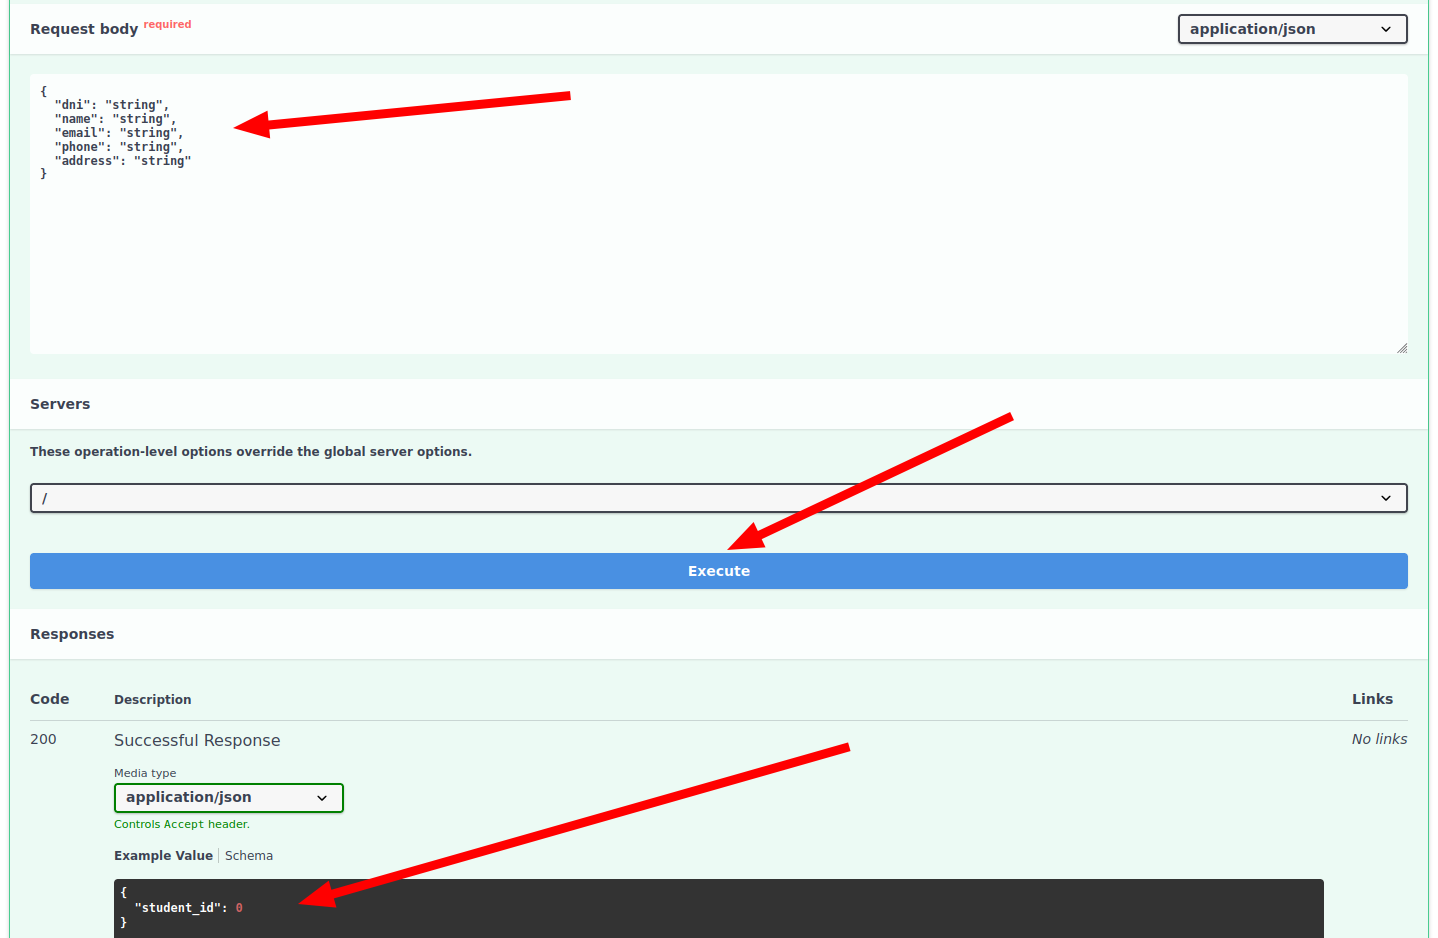 Request body required
application/json
{
  "dni": "string",
  "name": "string",
  "email": "string",
  "phone": "string",
  "address": "string"
}
Servers
These operation-level options override the global server options.
/
Execute
Responses
Code Description Links
200 Successful Response No links
Media type
application/json
Controls Accept header.
Example Value Schema
{
  "student_id": 0
}